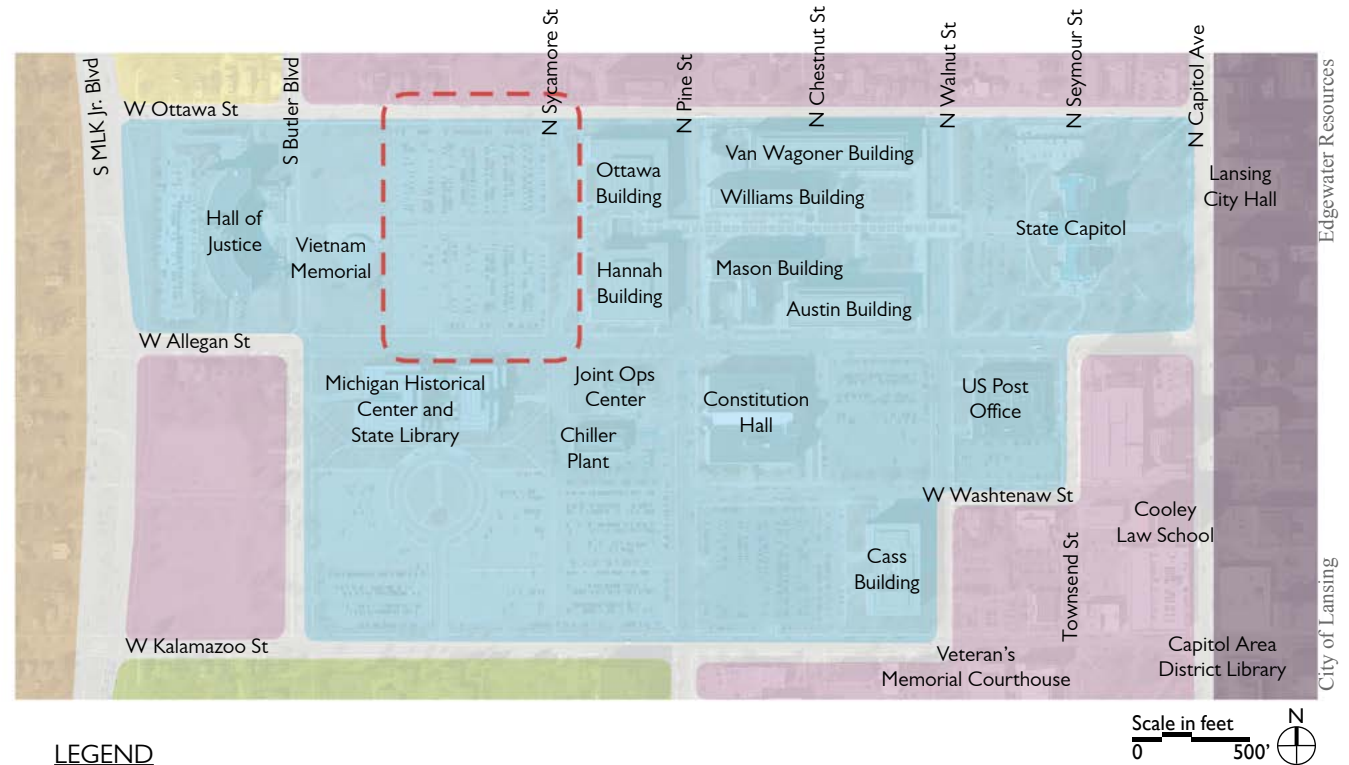 S MLK Jr. Blvd
S Butler Blvd
N Sycamore St
N Pine St
N Chestnut St
N Walnut St
N Seymour St
N Capitol Ave
W Ottawa St
Hall of
Justice
Vietnam
Memorial
Ottawa
Building
Hannah
Building
Van Wagoner Building
Williams Building
Mason Building
Austin Building
State Capitol
Lansing
City Hall
Edgewater Resources
W Allegan St
Michigan Historical
Center and
State Library
Joint Ops
Center
Chiller
Plant
Constitution
Hall
US Post
Office
W Washtenaw St
Cooley
Law School
Cass
Building
Townsend St
W Kalamazoo St
Veteran's
Memorial Courthouse
Capitol Area
District Library
City of Lansing
LEGEND
Scale in feet
0 500'
N